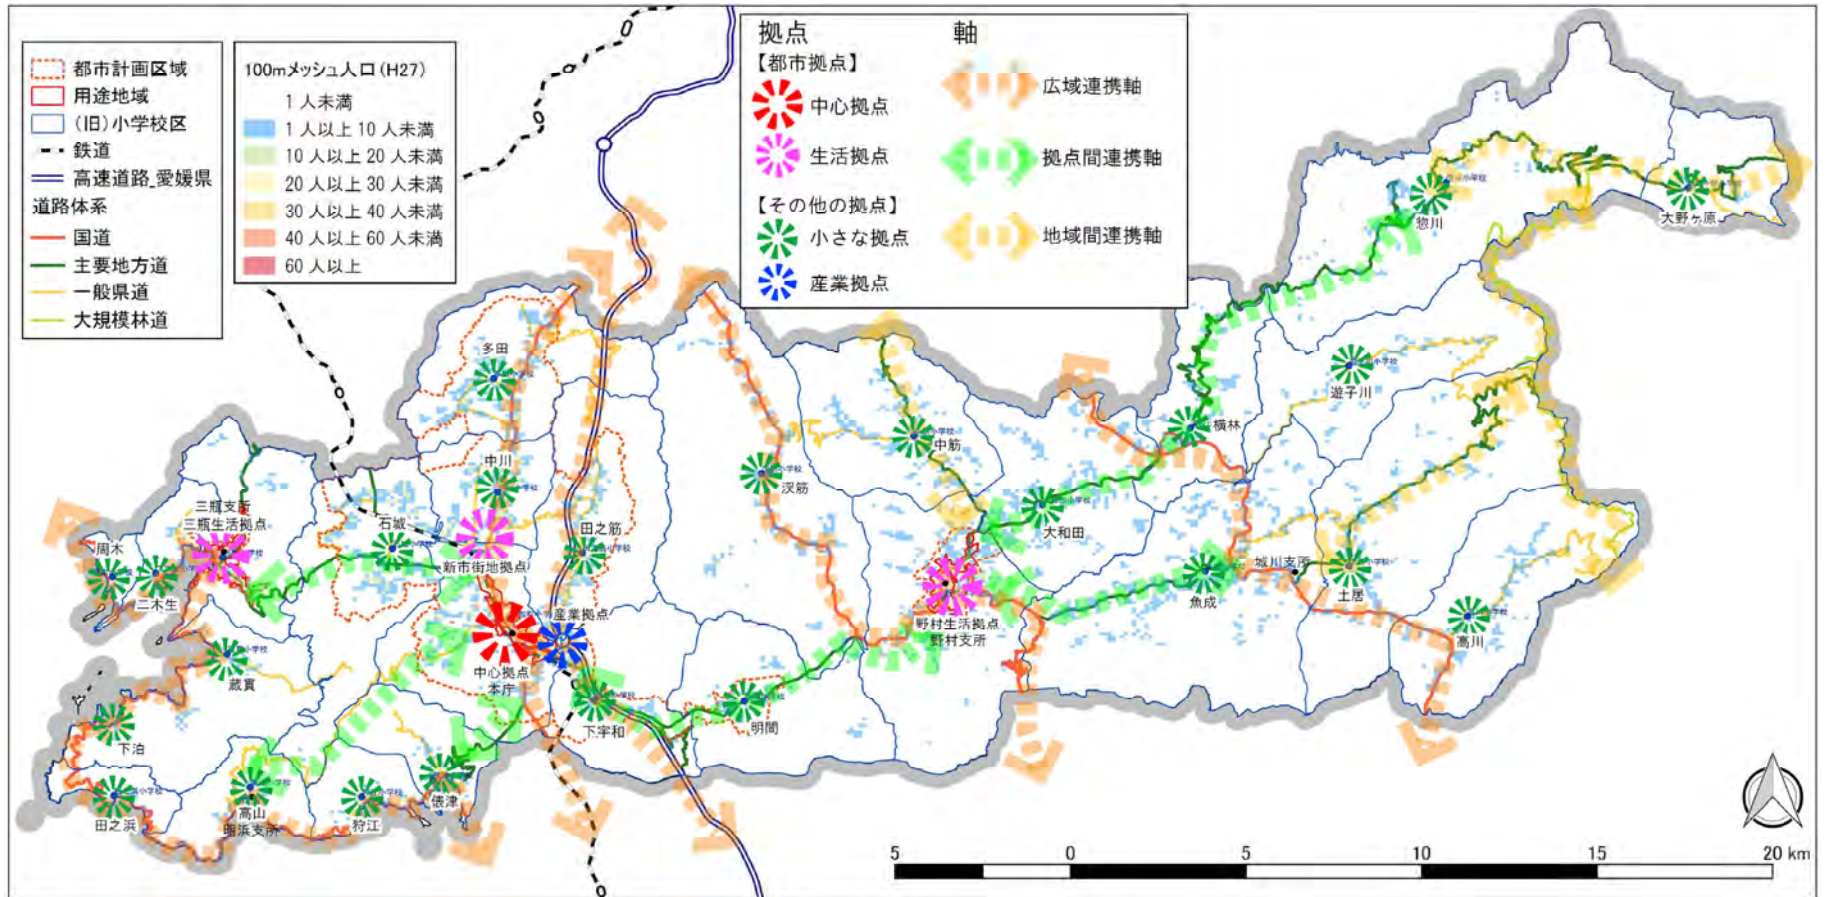 都市計画区域
用途地域
(旧)小学校区
鉄道
高速道路_愛媛県
道路体系
国道
主要地方道
一般県道
大規模林道
100mメッシュ人口(H27)
1人未満
1人以上10人未満
10人以上20人未満
20人以上30人未満
30人以上40人未満
40人以上60人未満
60人以上
拠点
【都市拠点】
中心拠点
生活拠点
【その他の拠点】
小さな拠点
産業拠点
軸
広域連携軸
拠点間連携軸
地域間連携軸
惣川
大野ヶ原
遊子川
横林
多田
中川
中筋
渓筋
大和田
田之筋
石城
新市街地拠点
三瓶支所
三瓶生活拠点
周木
二木生
蔵貫
下泊
田之浜
高山
明浜支所
狩江
俵津
中心拠点
本庁
産業拠点
下宇和
明間
野村生活拠点
野村支所
魚成
城川支所
土居
高川
5 0 5 10 15 20 km